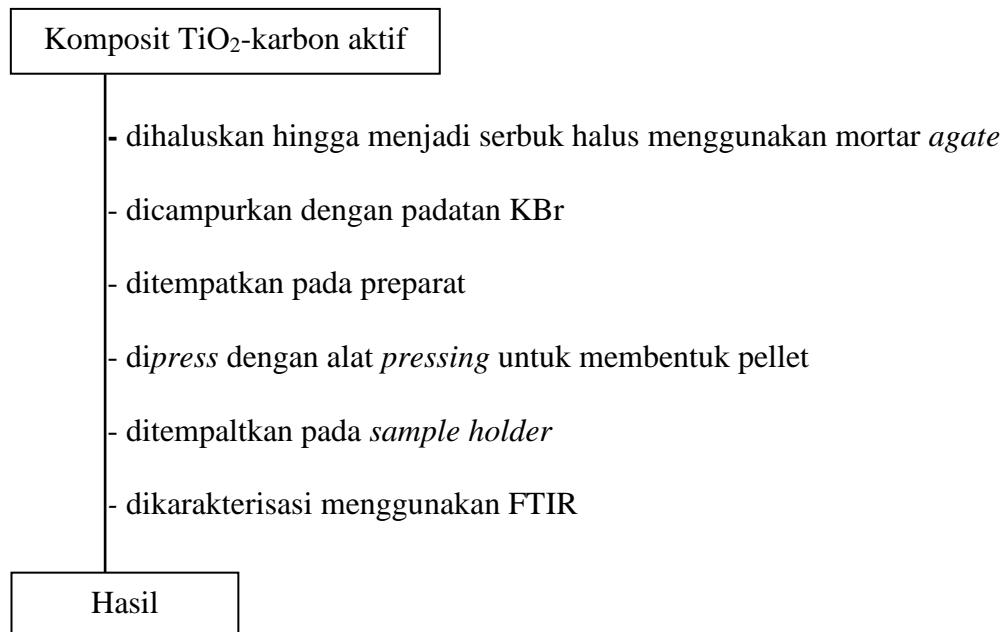 Komposit TiO₂-karbon aktif
- dihaluskan hingga menjadi serbuk halus menggunakan mortar agate
- dicampurkan dengan padatan KBr
- ditempatkan pada preparat
- dipress dengan alat pressing untuk membentuk pellet
- ditempaltkan pada sample holder
- dikarakterisasi menggunakan FTIR
Hasil